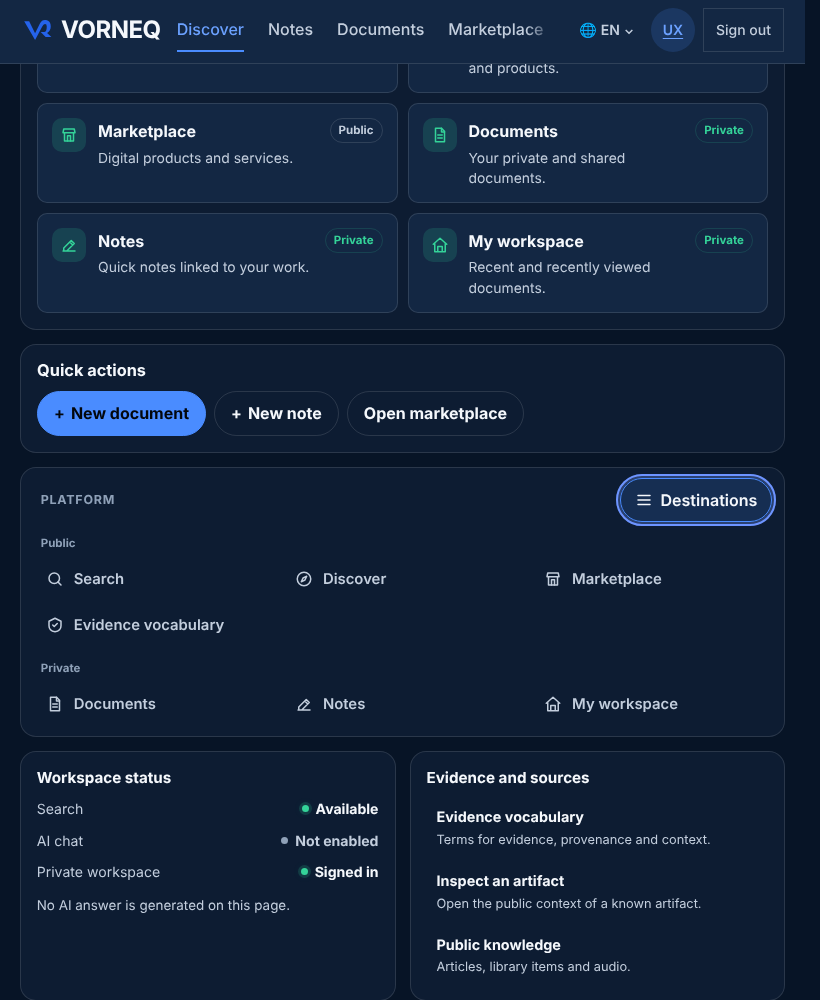 VORNEQ Discover Notes Documents Marketplace EN UX Sign out
and products.
Marketplace Public
Digital products and services.
Documents Private
Your private and shared
documents.
Notes Private
Quick notes linked to your work.
My workspace Private
Recent and recently viewed
documents.
Quick actions
+ New document + New note Open marketplace
PLATFORM Destinations
Public
Search Discover Marketplace
Evidence vocabulary
Private
Documents Notes My workspace
Workspace status
Search Available
AI chat Not enabled
Private workspace Signed in
No AI answer is generated on this page.
Evidence and sources
Evidence vocabulary
Terms for evidence, provenance and context.
Inspect an artifact
Open the public context of a known artifact.
Public knowledge
Articles, library items and audio.